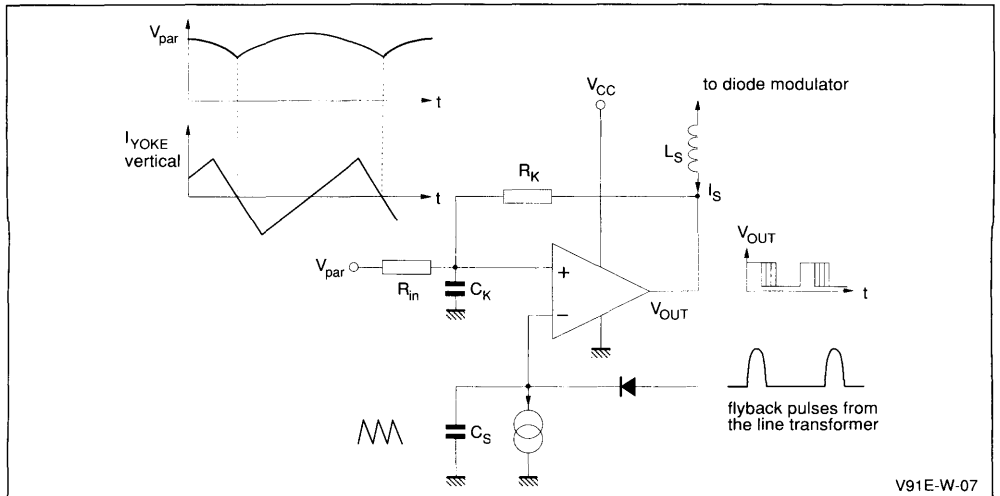 V_par
t
I_YOKE
vertical
t
V_CC
to diode modulator
L_S
I_S
R_K
V_par
R_in
C_K
+
−
V_OUT
V_OUT
t
C_S
flyback pulses from
the line transformer
V91E-W-07